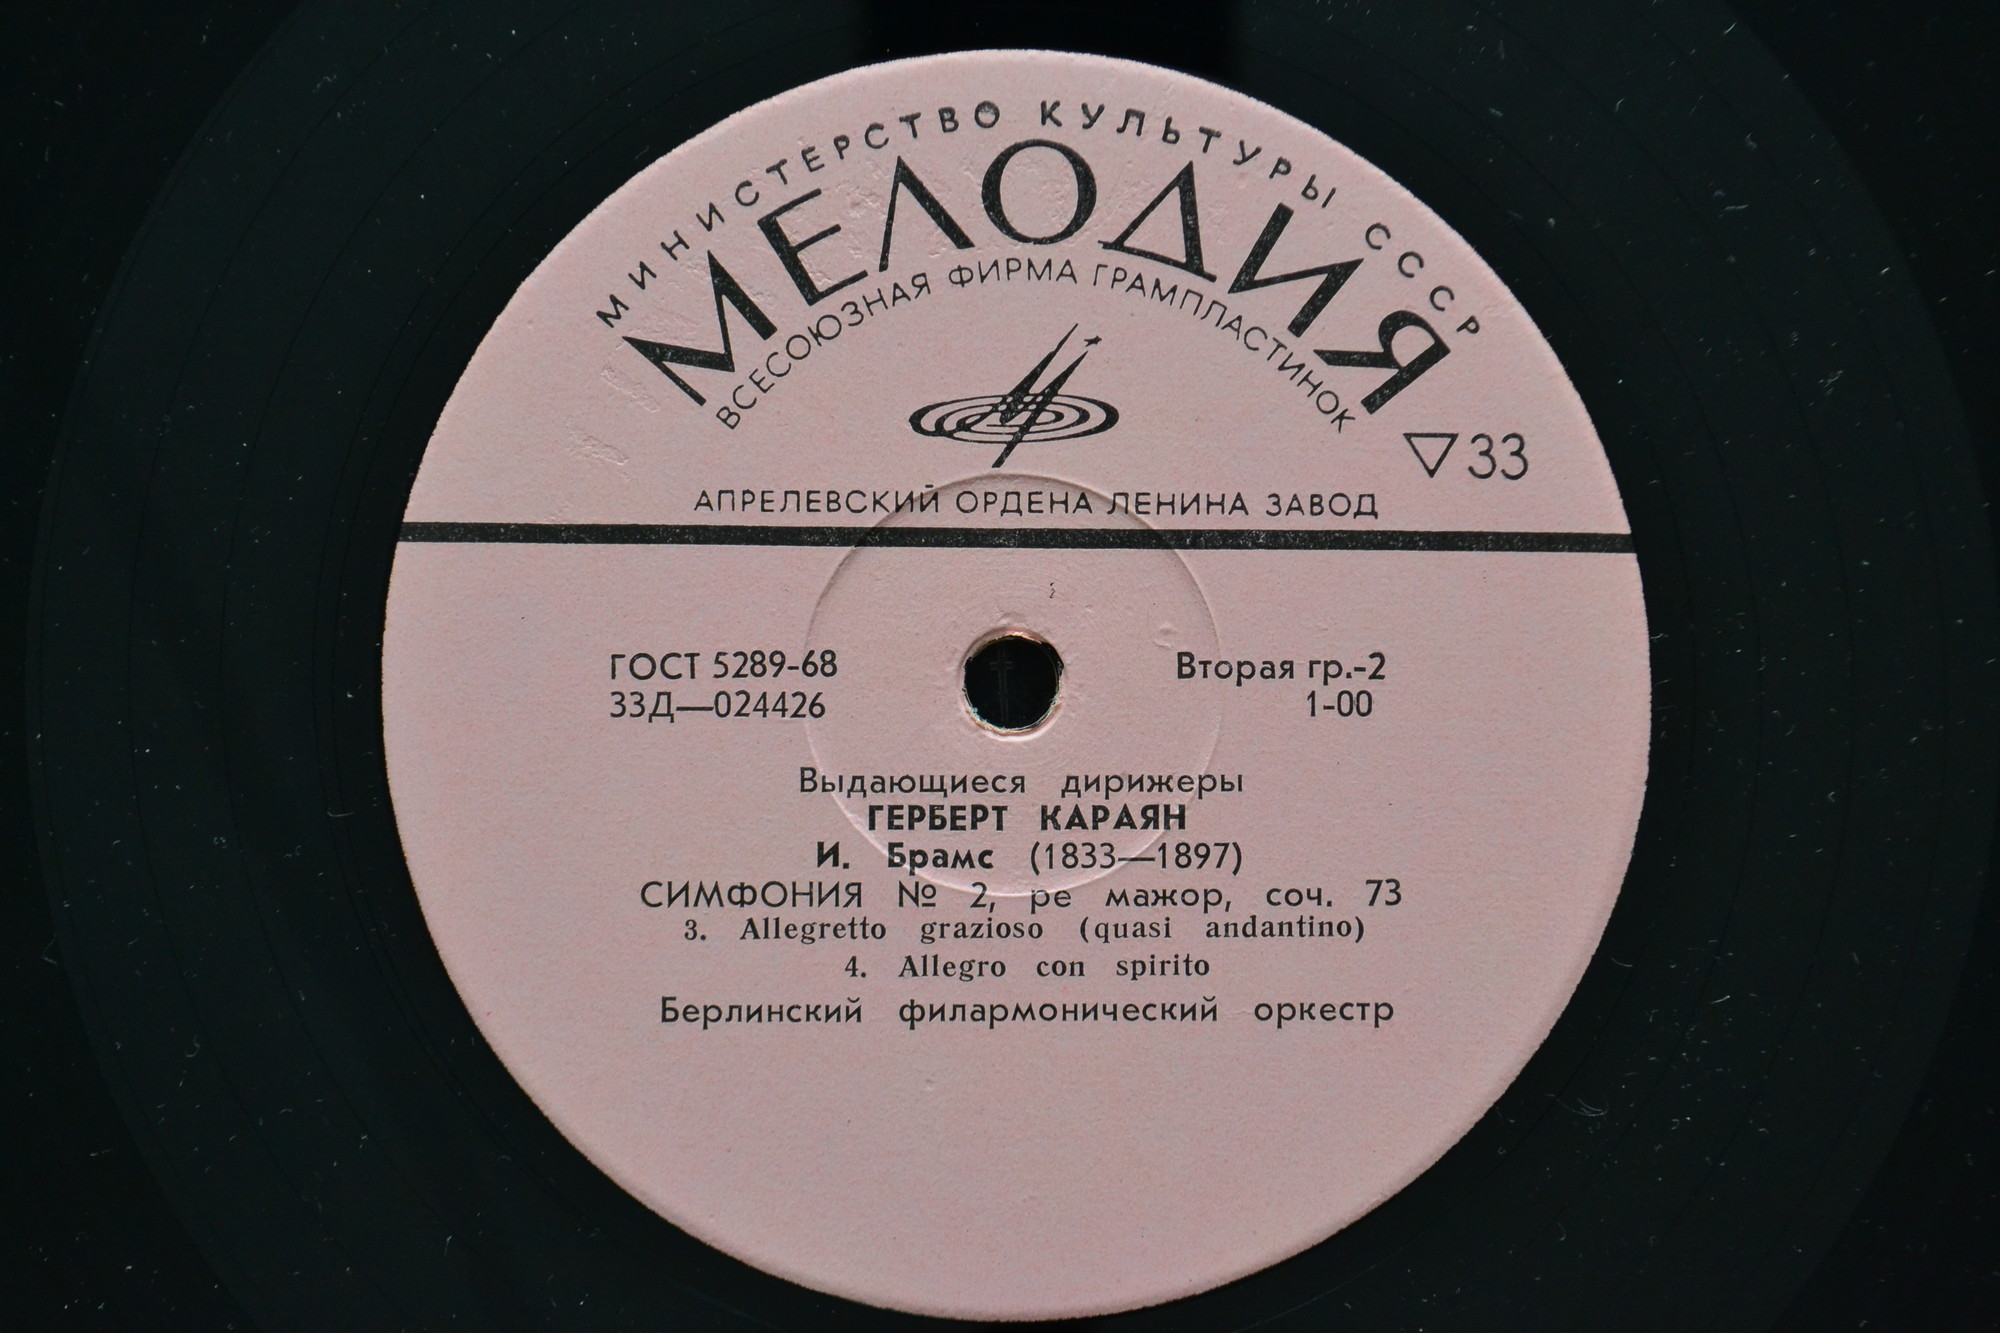 МИНИСТЕРСТВО КУЛЬТУРЫ СССР
МЕЛОДИЯ
ВСЕСОЮЗНАЯ ФИРМА ГРАМПЛАСТИНОК
▽33
АПРЕЛЕВСКИЙ ОРДЕНА ЛЕНИНА ЗАВОД
ГОСТ 5289-68 Вторая гр.-2
33Д—024426 1-00
Выдающиеся дирижеры
ГЕРБЕРТ КАРАЯН
И. Брамс (1833—1897)
СИМФОНИЯ № 2, ре мажор, соч. 73
3. Allegretto grazioso (quasi andantino)
4. Allegro con spirito
Берлинский филармонический оркестр